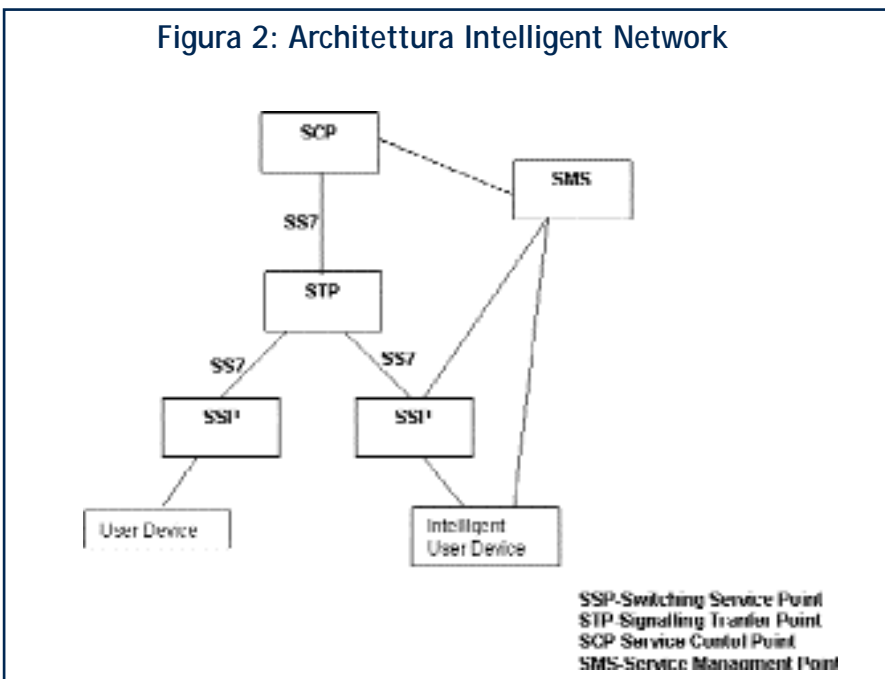 Figura 2: Architettura Intelligent Network
SCP
SMS
SS7
STP
SS7
SS7
SSP
SSP
User Device
Intelligent
User Device
SSP-Switching Service Point
STP-Signalling Tranfer Point
SCP Service Contol Point
SMS-Service Managment Point